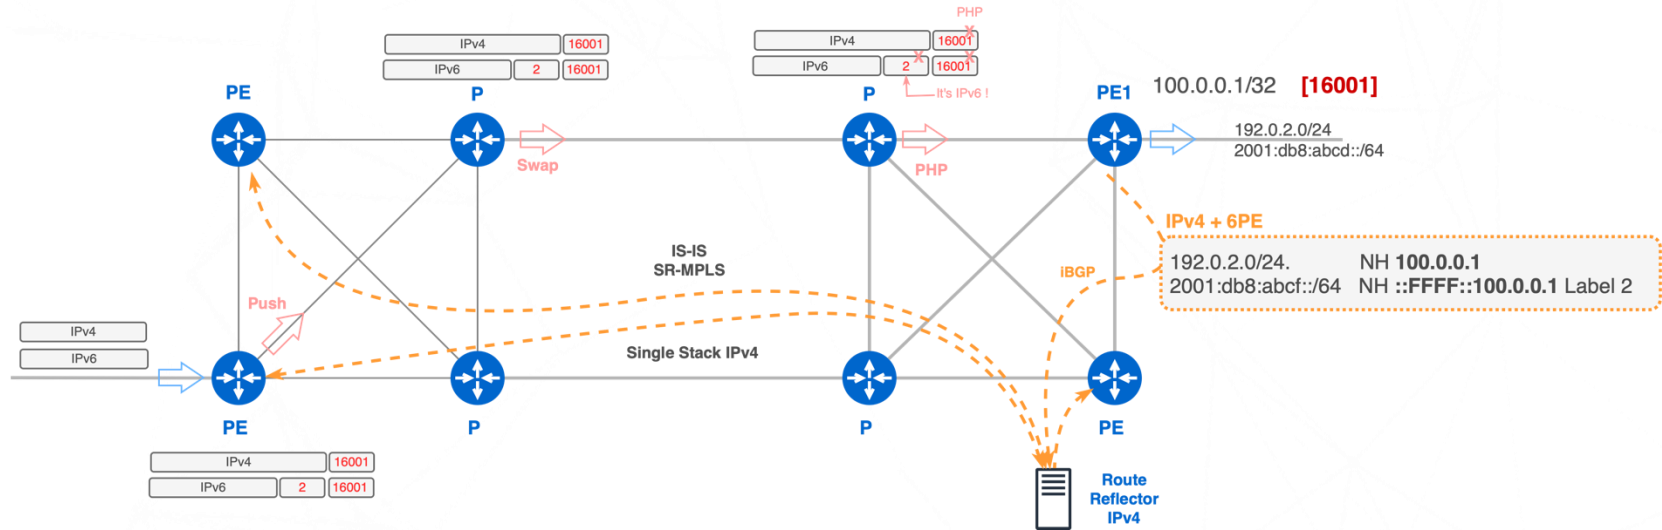 PHP
IPv4 16001
IPv6 2 16001
IPv4 16001
IPv6 2 16001
It's IPv6 !
PE
P
P
PE1
100.0.0.1/32 [16001]
192.0.2.0/24
2001:db8:abcd::/64
Swap
PHP
IPv4 + 6PE
192.0.2.0/24. NH 100.0.0.1
2001:db8:abcf::/64 NH ::FFFF::100.0.0.1 Label 2
IS-IS
SR-MPLS
iBGP
Push
IPv4
IPv6
Single Stack IPv4
PE
P
P
PE
IPv4 16001
IPv6 2 16001
Route
Reflector
IPv4